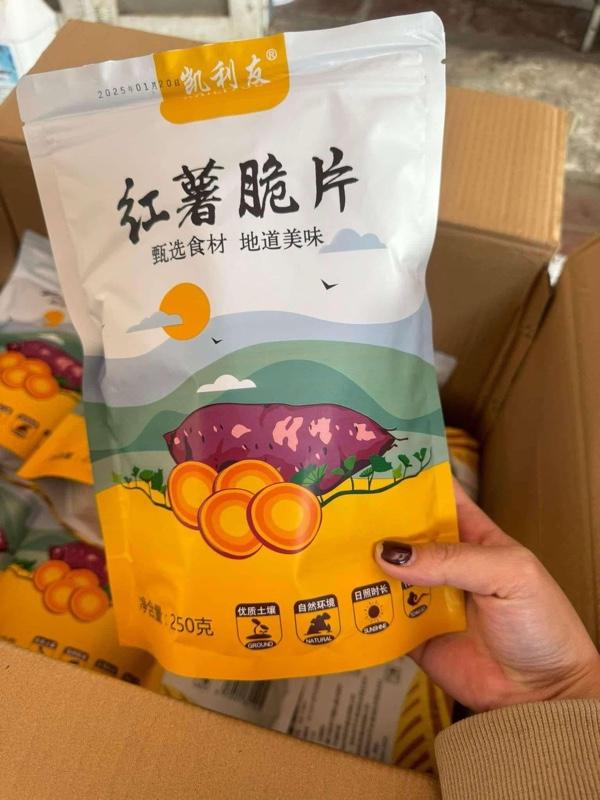 2025年01月20日
凯利友®
红薯脆片
甄选食材 地道美味
净含量：250克
优质土壤
GROUND
自然环境
NATURAL
日照时长
SUNSHINE